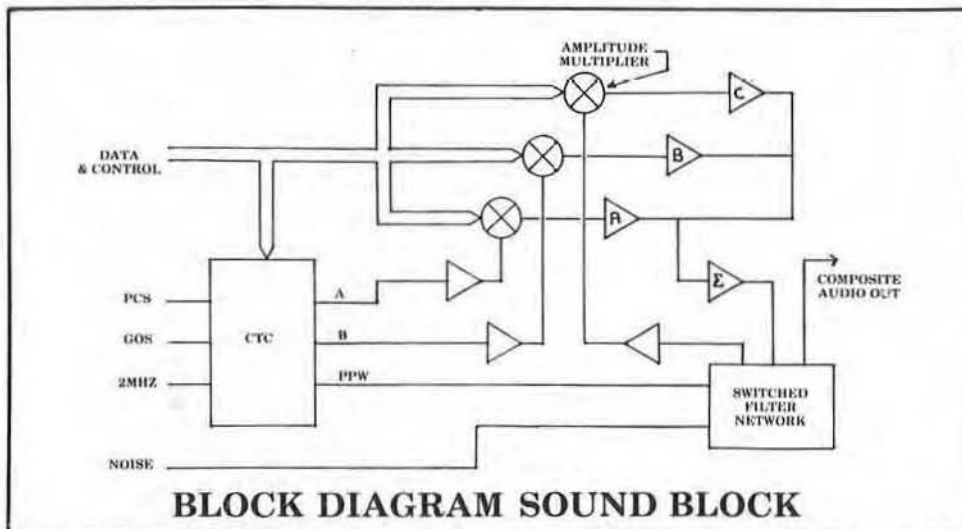 AMPLITUDE
MULTIPLIER
C
DATA
& CONTROL
B
A
Σ
COMPOSITE
AUDIO OUT
PCS
A
GOS
CTC
B
2MHZ
PPW
SWITCHED
FILTER
NETWORK
NOISE
BLOCK DIAGRAM SOUND BLOCK